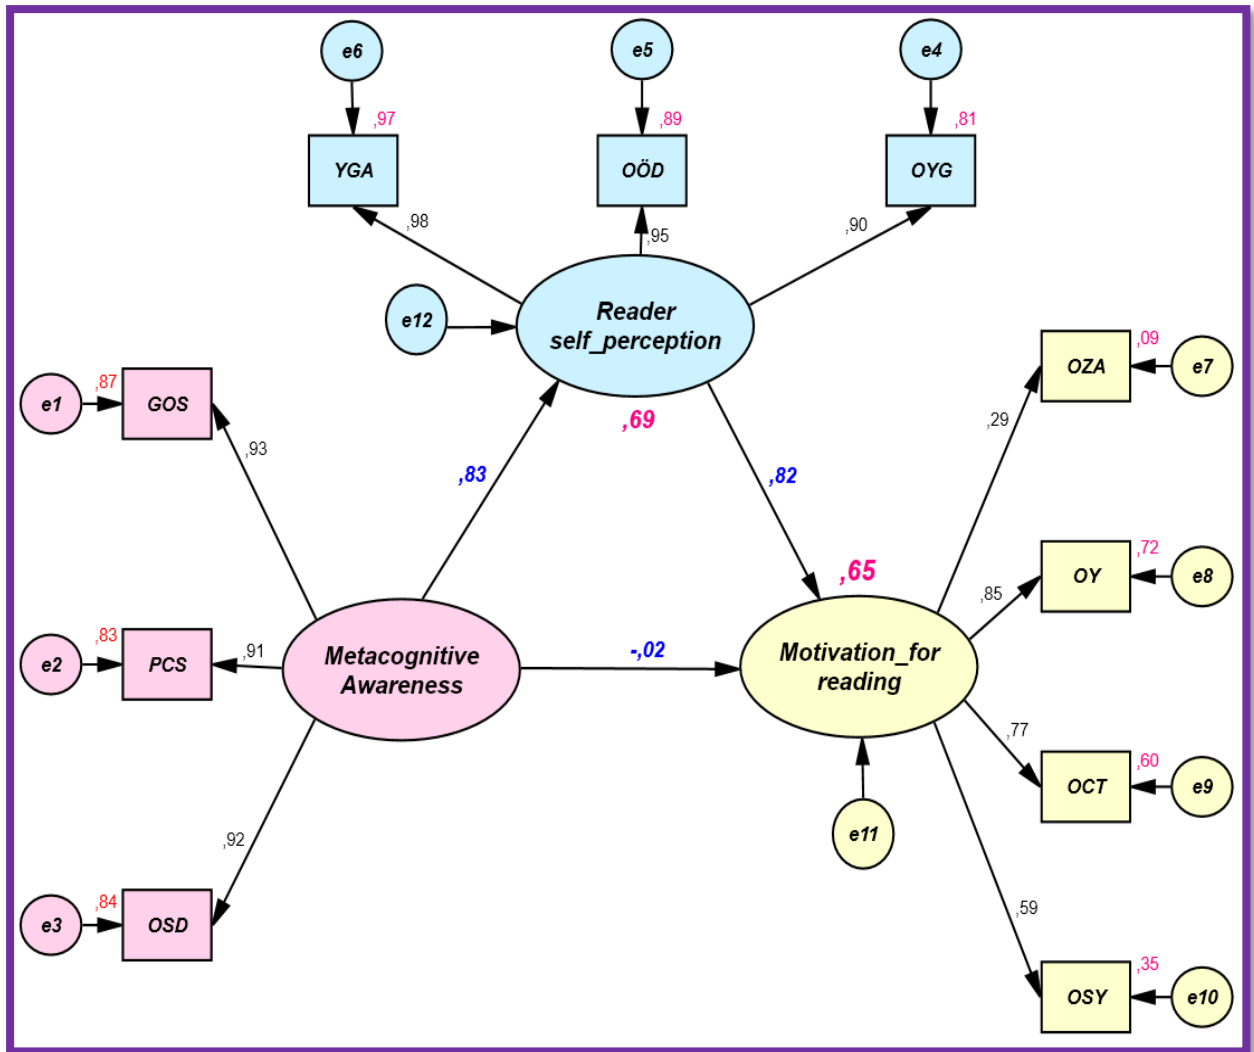 e6
e5
e4
,97
,89
,81
YGA
OÖD
OYG
,98
,95
,90
e12
Reader
self_perception
,69
OZA
,09
e7
e1
,87
GOS
,93
,29
,83
,82
OY
,72
e8
,85
,65
e2
,83
PCS
,91
Metacognitive
Awareness
-,02
Motivation_for
reading
,77
OCT
,60
e9
e11
,92
e3
,84
OSD
,59
OSY
,35
e10